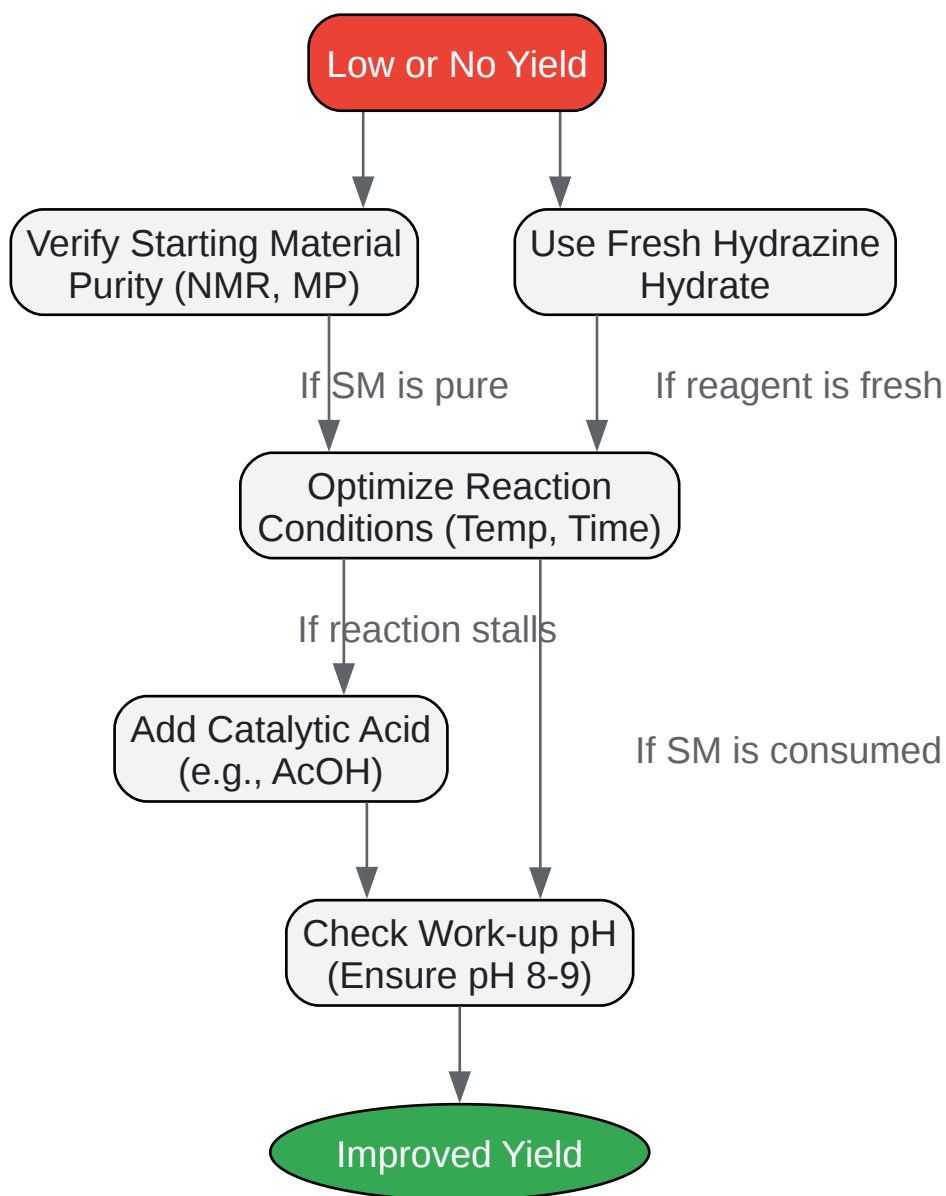 Low or No Yield
Verify Starting Material
Purity (NMR, MP)
Use Fresh Hydrazine
Hydrate
If SM is pure
If reagent is fresh
Optimize Reaction
Conditions (Temp, Time)
If reaction stalls
Add Catalytic Acid
(e.g., AcOH)
If SM is consumed
Check Work-up pH
(Ensure pH 8-9)
Improved Yield